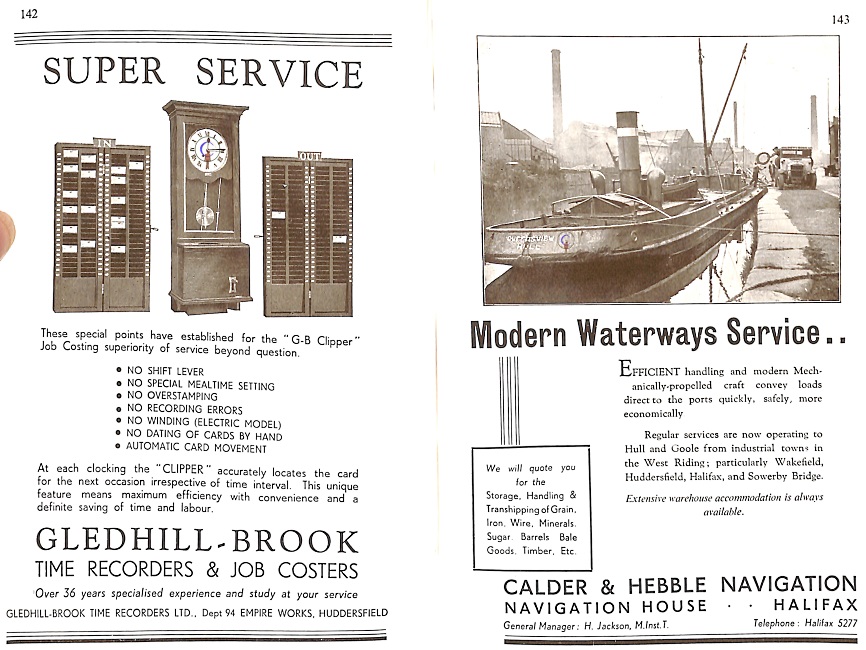 142
SUPER SERVICE
IN
OUT
These special points have established for the "G-B Clipper"
Job Costing superiority of service beyond question.
• NO SHIFT LEVER
• NO SPECIAL MEALTIME SETTING
• NO OVERSTAMPING
• NO RECORDING ERRORS
• NO WINDING (ELECTRIC MODEL)
• NO DATING OF CARDS BY HAND
• AUTOMATIC CARD MOVEMENT
At each clocking the "CLIPPER" accurately locates the card
for the next occasion irrespective of time interval. This unique
feature means maximum efficiency with convenience and a
definite saving of time and labour.
GLEDHILL-BROOK
TIME RECORDERS & JOB COSTERS
Over 36 years specialised experience and study at your service
GLEDHILL-BROOK TIME RECORDERS LTD., Dept 94 EMPIRE WORKS, HUDDERSFIELD
143
Modern Waterways Service..
EFFICIENT handling and modern Mech-
anically-propelled craft convey loads
direct to the ports quickly, safely, more
economically
Regular services are now operating to
Hull and Goole from industrial towns in
the West Riding; particularly Wakefield,
Huddersfield, Halifax, and Sowerby Bridge.
Extensive warehouse accommodation is always
available.
We will quote you
for the
Storage, Handling &
Transhipping of Grain,
Iron, Wire, Minerals,
Sugar, Barrels Bale
Goods, Timber, Etc.
CALDER & HEBBLE NAVIGATION
NAVIGATION HOUSE · · HALIFAX
General Manager: H. Jackson, M.Inst.T. Telephone: Halifax 5277